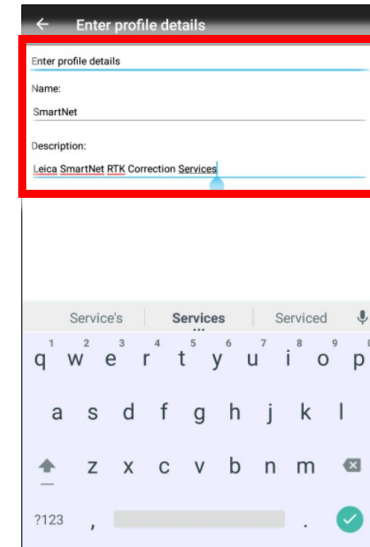 ← Enter profile details
Enter profile details
Name:
SmartNet
Description:
Leica SmartNet RTK Correction Services
Service's Services Serviced
1 2 3 4 5 6 7 8 9 0
q w e r t y u i o p
a s d f g h j k l
z x c v b n m
?123 , .